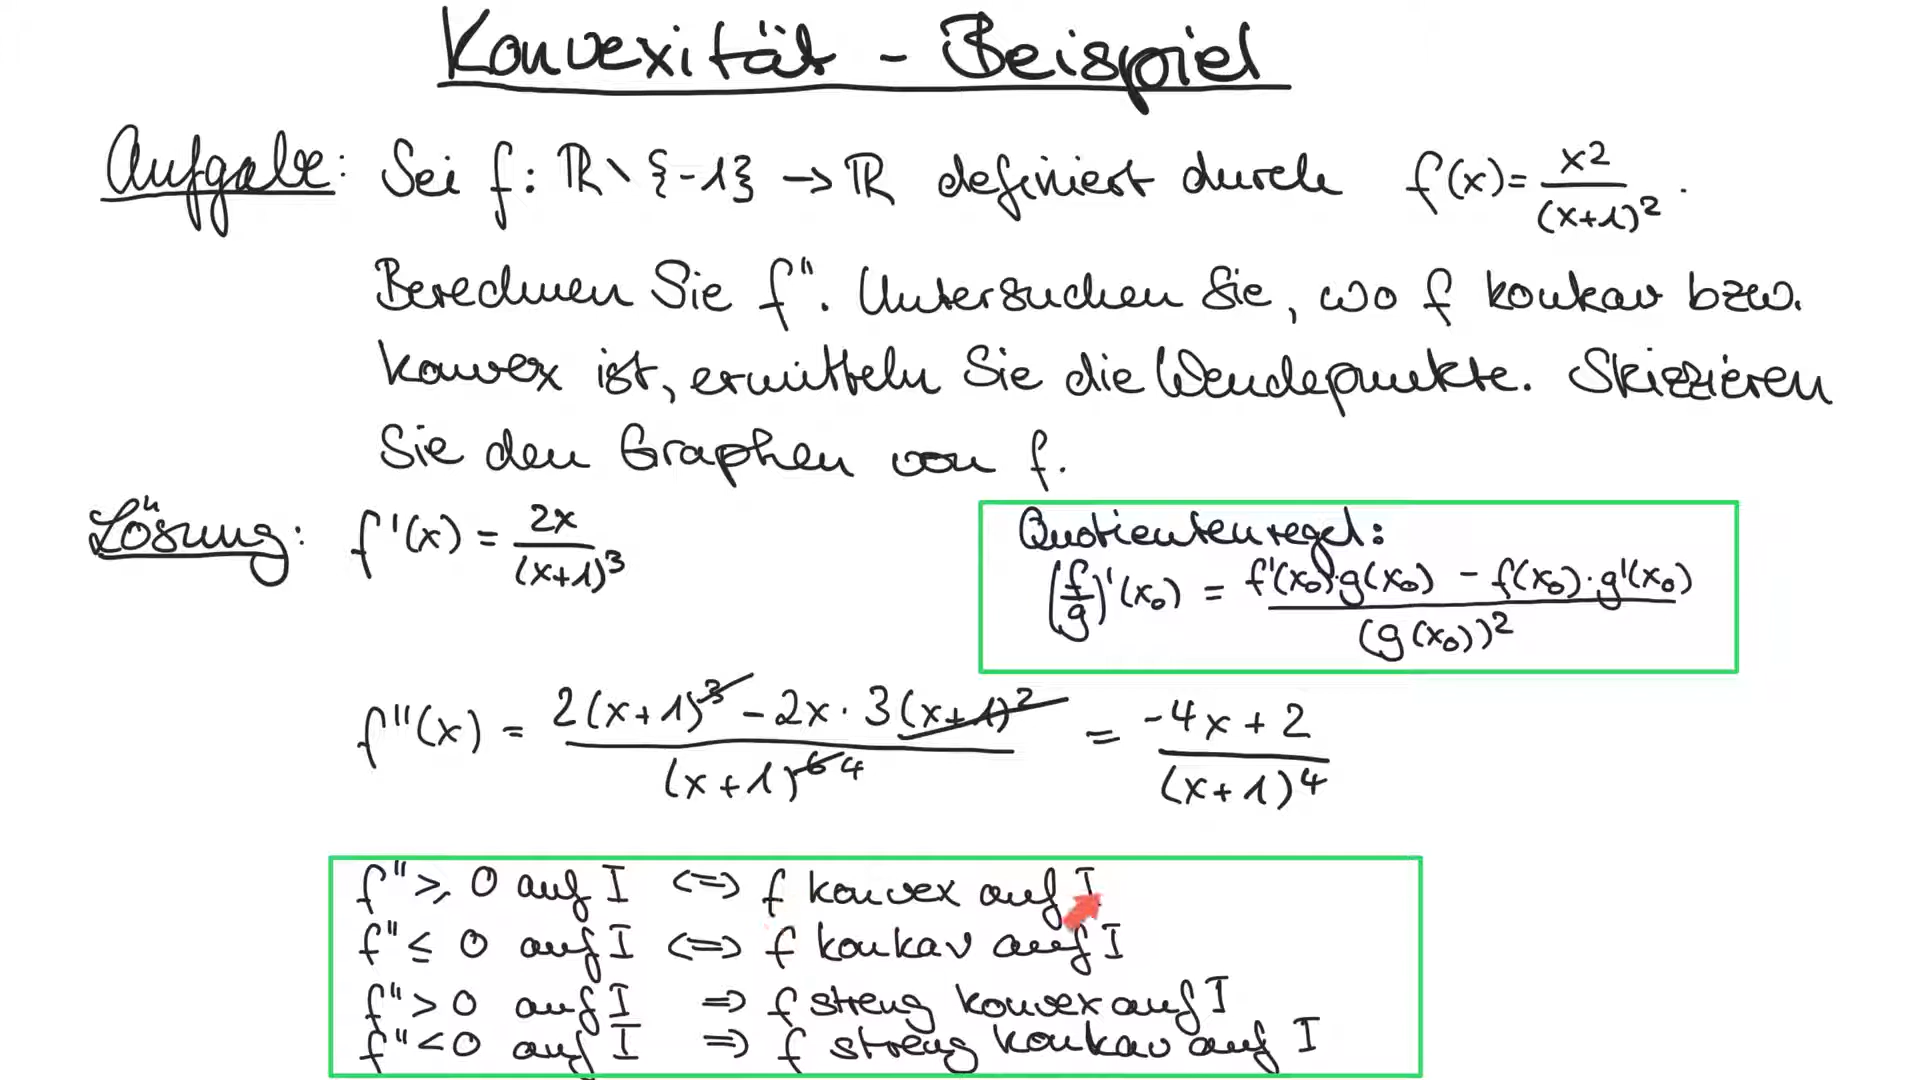 Konvexität - Beispiel
Aufgabe: Sei f: ℝ \ {-1} → ℝ definiert durch f(x) = x²/(x+1)².
Berechnen Sie f". Untersuchen Sie, wo f konkav bzw.
konvex ist, ermitteln Sie die Wendepunkte. Skizzieren
Sie den Graphen von f.
Lösung: f'(x) = 2x/(x+1)³
Quotientenregel:
(f/g)'(x₀) = (f'(x₀)·g(x₀) - f(x₀)·g'(x₀))/(g(x₀))²
f''(x) = (2(x+1)³ - 2x · 3(x+1)²)/(x+1)⁶ ⁴ = (-4x + 2)/(x+1)⁴
f" ≥ 0 auf I <=> f konvex auf I
f" ≤ 0 auf I <=> f konkav auf I
f" > 0 auf I => f streng konvex auf I
f" < 0 auf I => f streng konkav auf I